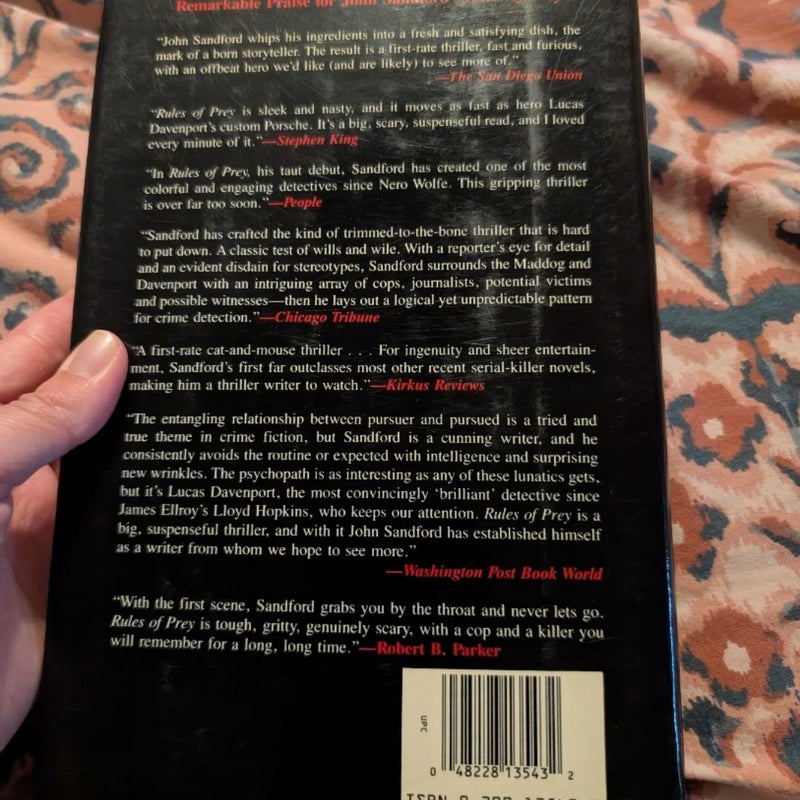 Remarkable Praise for John Sandford
“John Sandford whips his ingredients into a fresh and satisfying dish, the
mark of a born storyteller. The result is a first-rate thriller, fast and furious,
with an offbeat hero we’d like (and are likely) to see more of.”
—The San Diego Union
“Rules of Prey is sleek and nasty, and it moves as fast as hero Lucas
Davenport’s custom Porsche. It’s a big, scary, suspenseful read, and I loved
every minute of it.”—Stephen King
“In Rules of Prey, his taut debut, Sandford has created one of the most
colorful and engaging detectives since Nero Wolfe. This gripping thriller
is over far too soon.”—People
“Sandford has crafted the kind of trimmed-to-the-bone thriller that is hard
to put down. A classic test of wills and wile. With a reporter’s eye for detail
and an evident disdain for stereotypes, Sandford surrounds the Maddog and
Davenport with an intriguing array of cops, journalists, potential victims
and possible witnesses—then he lays out a logical yet unpredictable pattern
for crime detection.”—Chicago Tribune
“A first-rate cat-and-mouse thriller . . . For ingenuity and sheer entertain-
ment, Sandford’s first far outclasses most other recent serial-killer novels,
making him a thriller writer to watch.”—Kirkus Reviews
“The entangling relationship between pursuer and pursued is a tried and
true theme in crime fiction, but Sandford is a cunning writer, and he
consistently avoids the routine or expected with intelligence and surprising
new wrinkles. The psychopath is as interesting as any of these lunatics gets,
but it’s Lucas Davenport, the most convincingly ‘brilliant’ detective since
James Ellroy’s Lloyd Hopkins, who keeps our attention. Rules of Prey is a
big, suspenseful thriller, and with it John Sandford has established himself
as a writer from whom we hope to see more.”
—Washington Post Book World
“With the first scene, Sandford grabs you by the throat and never lets go.
Rules of Prey is tough, gritty, genuinely scary, with a cop and a killer you
will remember for a long, long time.”—Robert B. Parker
UPC
0 48228 13543 2